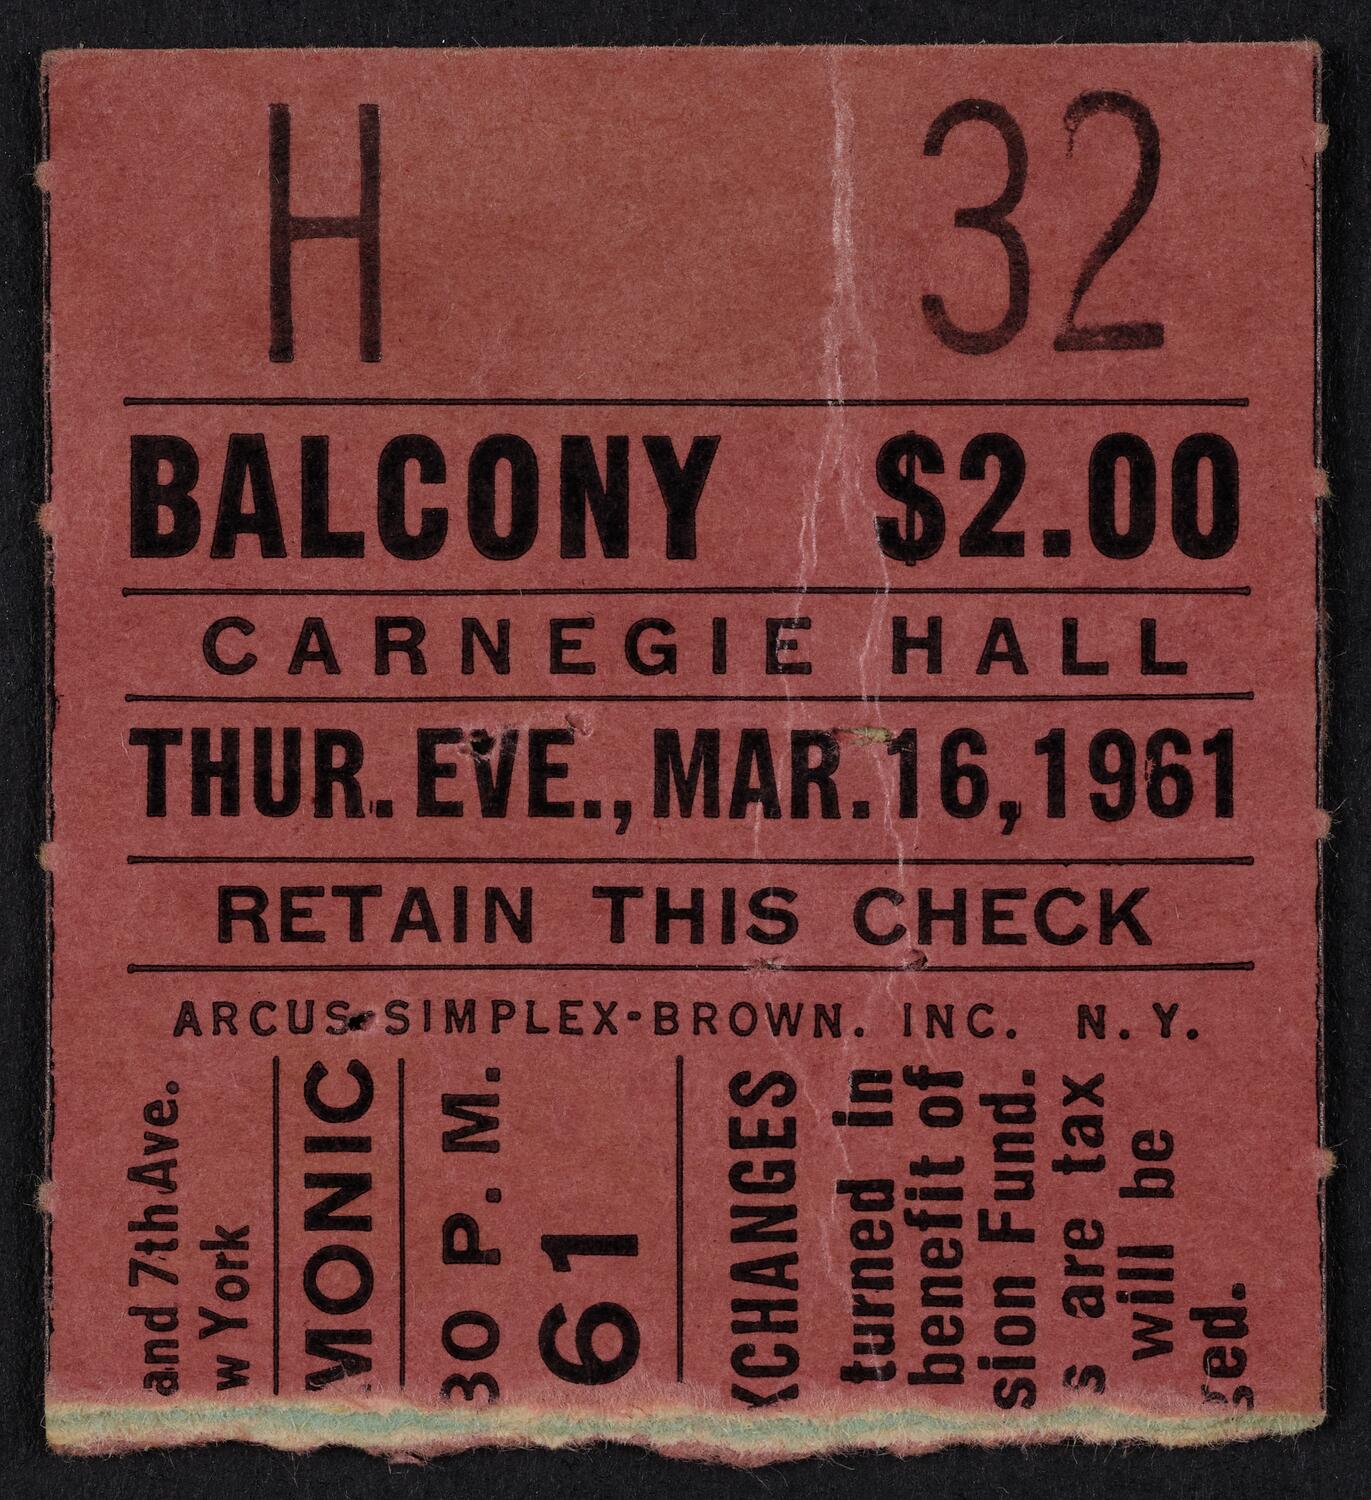 H 32
BALCONY $2.00
CARNEGIE HALL
THUR. EVE., MAR. 16, 1961
RETAIN THIS CHECK
ARCUS-SIMPLEX-BROWN. INC. N. Y.
and 7th Ave.
w York
MONIC
30 P. M.
61
XCHANGES
turned in
benefit of
sion Fund.
s are tax
will be
sed.